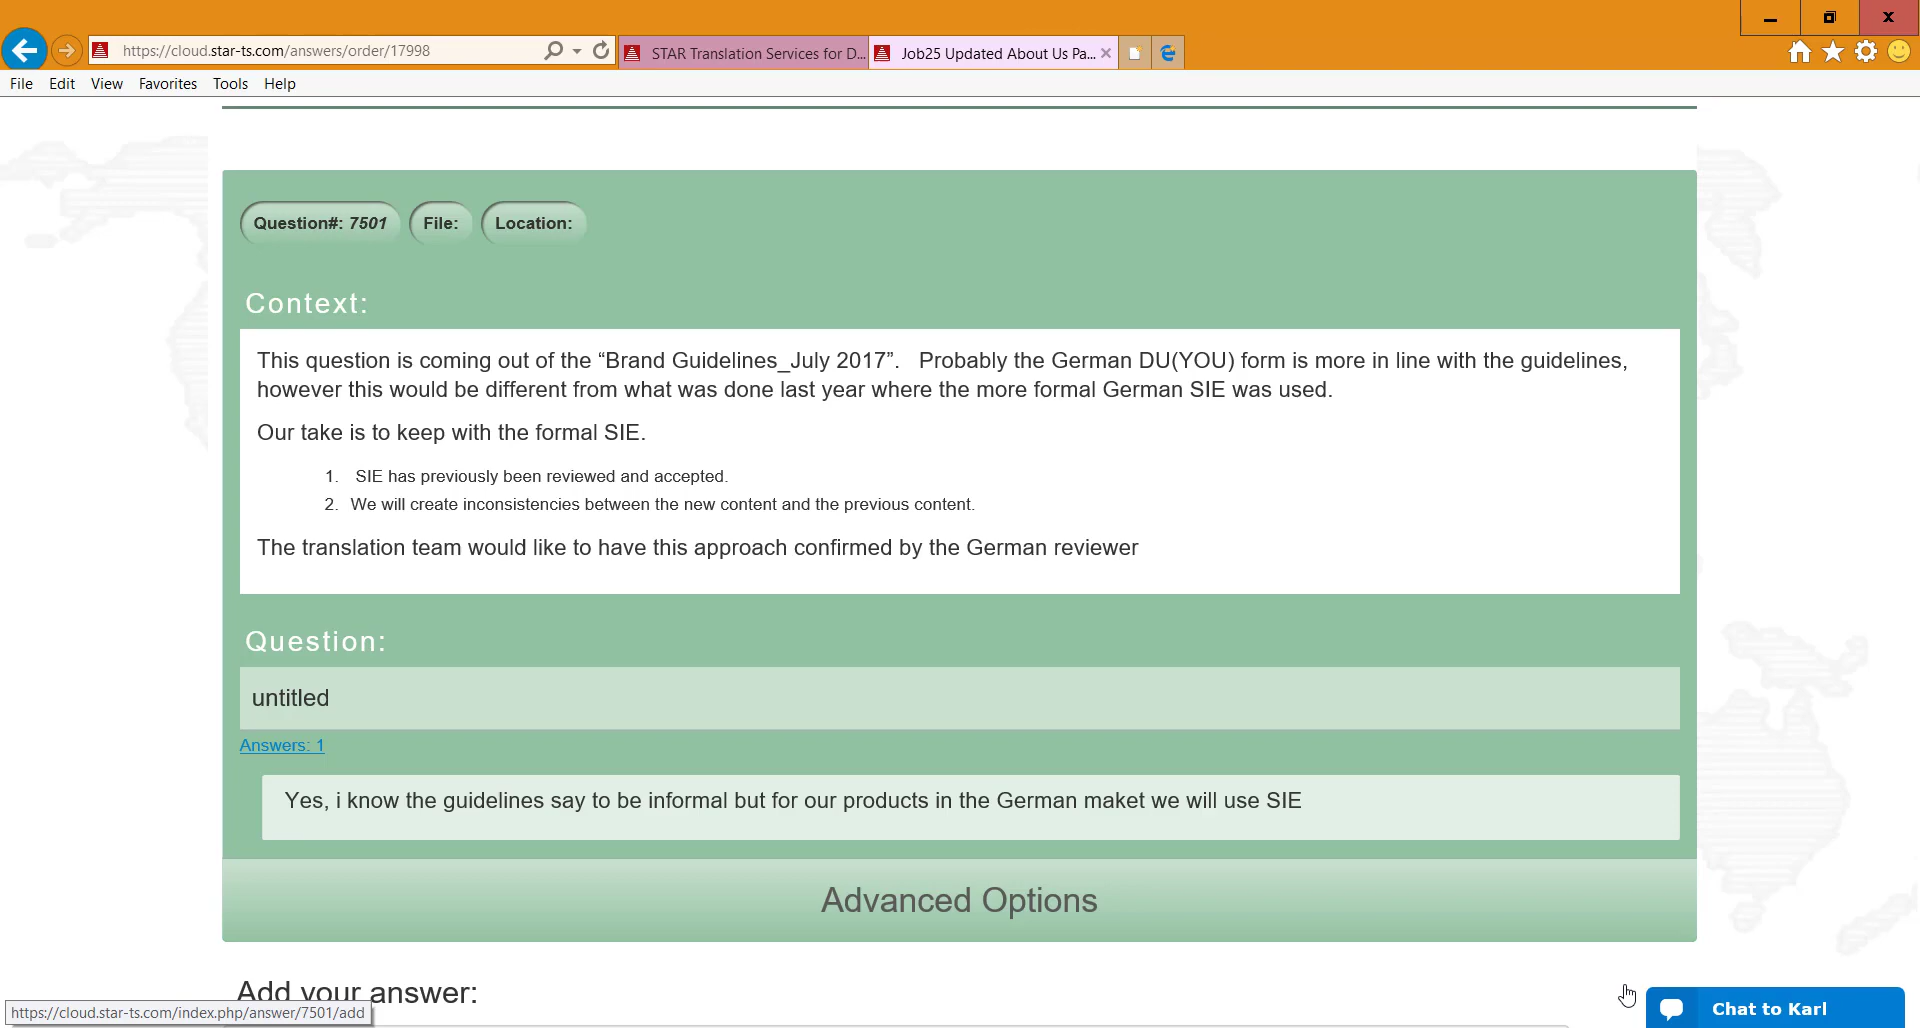 https://cloud.star-ts.com/answers/order/17998
STAR Translation Services for D...
Job25 Updated About Us Pa...
File Edit View Favorites Tools Help
Question#: 7501 File: Location:
Context:
This question is coming out of the “Brand Guidelines_July 2017”. Probably the German DU(YOU) form is more in line with the guidelines,
however this would be different from what was done last year where the more formal German SIE was used.
Our take is to keep with the formal SIE.
1. SIE has previously been reviewed and accepted.
2. We will create inconsistencies between the new content and the previous content.
The translation team would like to have this approach confirmed by the German reviewer
Question:
untitled
Answers: 1
Yes, i know the guidelines say to be informal but for our products in the German maket we will use SIE
Advanced Options
Add your answer:
https://cloud.star-ts.com/index.php/answer/7501/add
Chat to Karl